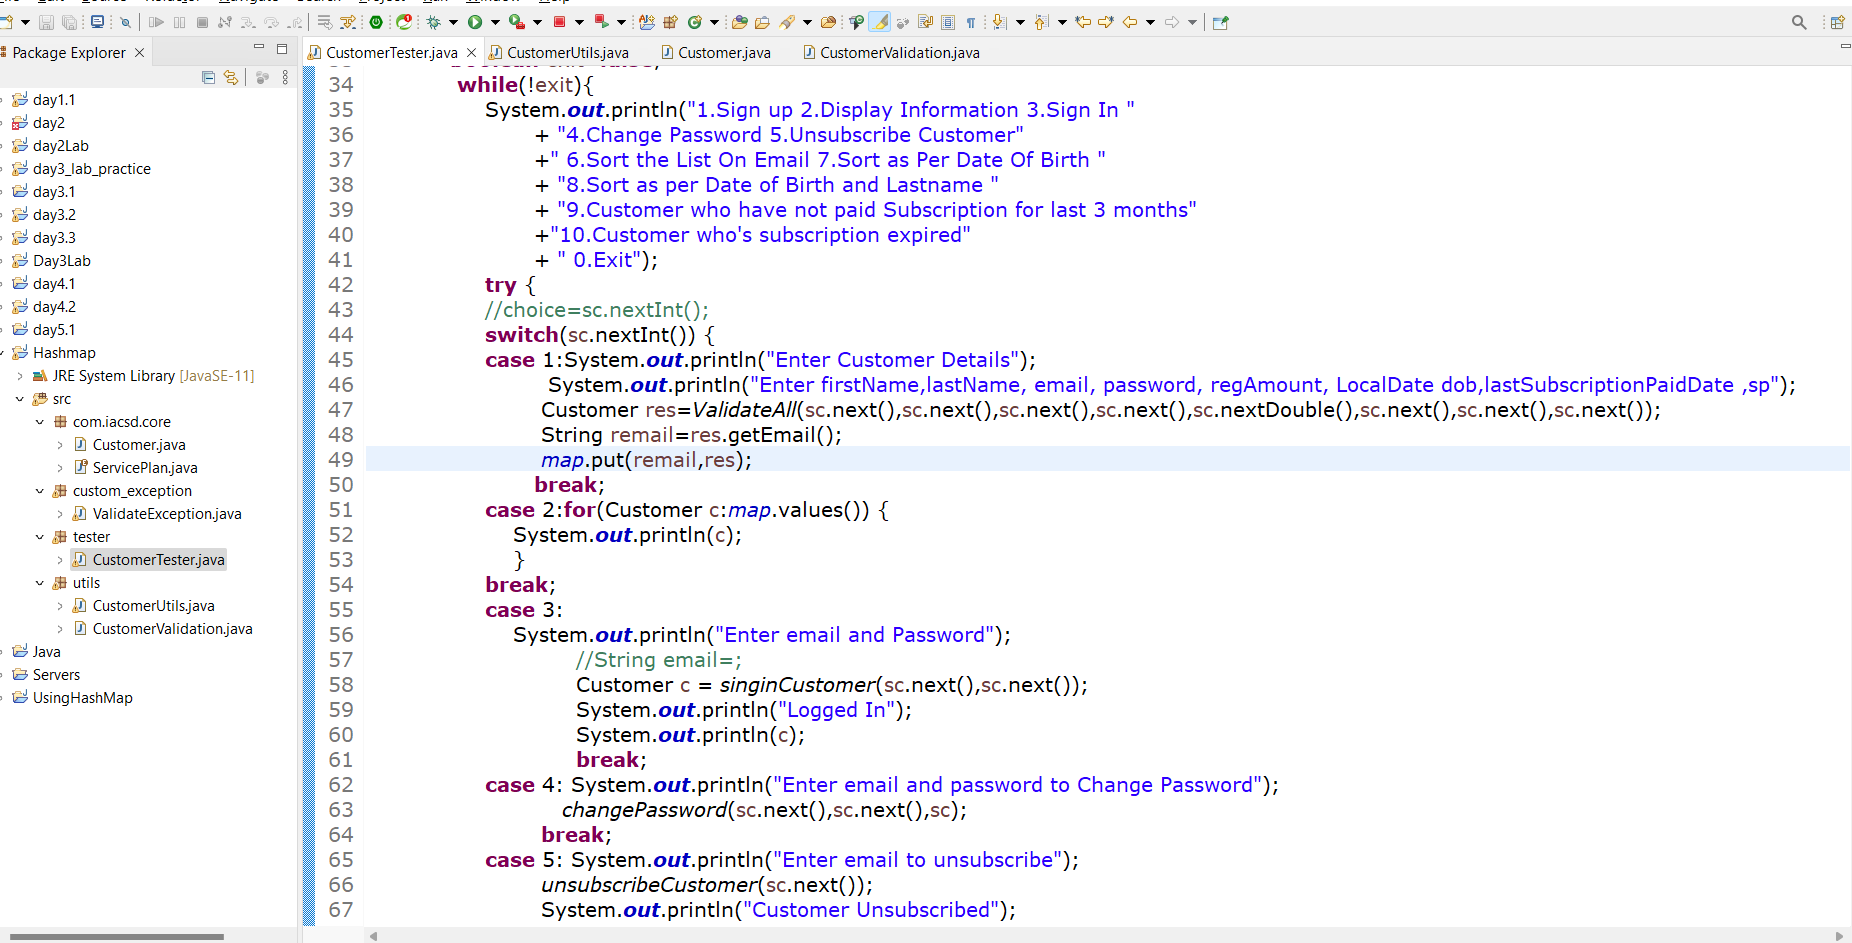 Package Explorer
CustomerTester.java
CustomerUtils.java
Customer.java
CustomerValidation.java
day1.1
day2
day2Lab
day3_lab_practice
day3.1
day3.2
day3.3
Day3Lab
day4.1
day4.2
day5.1
Hashmap
JRE System Library [JavaSE-11]
src
com.iacsd.core
Customer.java
ServicePlan.java
custom_exception
ValidateException.java
tester
CustomerTester.java
utils
CustomerUtils.java
CustomerValidation.java
Java
Servers
UsingHashMap
34 while(!exit){
35 System.out.println("1.Sign up 2.Display Information 3.Sign In "
36 + "4.Change Password 5.Unsubscribe Customer"
37 +" 6.Sort the List On Email 7.Sort as Per Date Of Birth "
38 + "8.Sort as per Date of Birth and Lastname "
39 + "9.Customer who have not paid Subscription for last 3 months"
40 +"10.Customer who's subscription expired"
41 + " 0.Exit");
42 try {
43 //choice=sc.nextInt();
44 switch(sc.nextInt()) {
45 case 1:System.out.println("Enter Customer Details");
46 System.out.println("Enter firstName,lastName, email, password, regAmount, LocalDate dob,lastSubscriptionPaidDate ,sp");
47 Customer res=ValidateAll(sc.next(),sc.next(),sc.next(),sc.next(),sc.nextDouble(),sc.next(),sc.next(),sc.next());
48 String remail=res.getEmail();
49 map.put(remail,res);
50 break;
51 case 2:for(Customer c:map.values()) {
52 System.out.println(c);
53 }
54 break;
55 case 3:
56 System.out.println("Enter email and Password");
57 //String email=;
58 Customer c = singinCustomer(sc.next(),sc.next());
59 System.out.println("Logged In");
60 System.out.println(c);
61 break;
62 case 4: System.out.println("Enter email and password to Change Password");
63 changePassword(sc.next(),sc.next(),sc);
64 break;
65 case 5: System.out.println("Enter email to unsubscribe");
66 unsubscribeCustomer(sc.next());
67 System.out.println("Customer Unsubscribed");